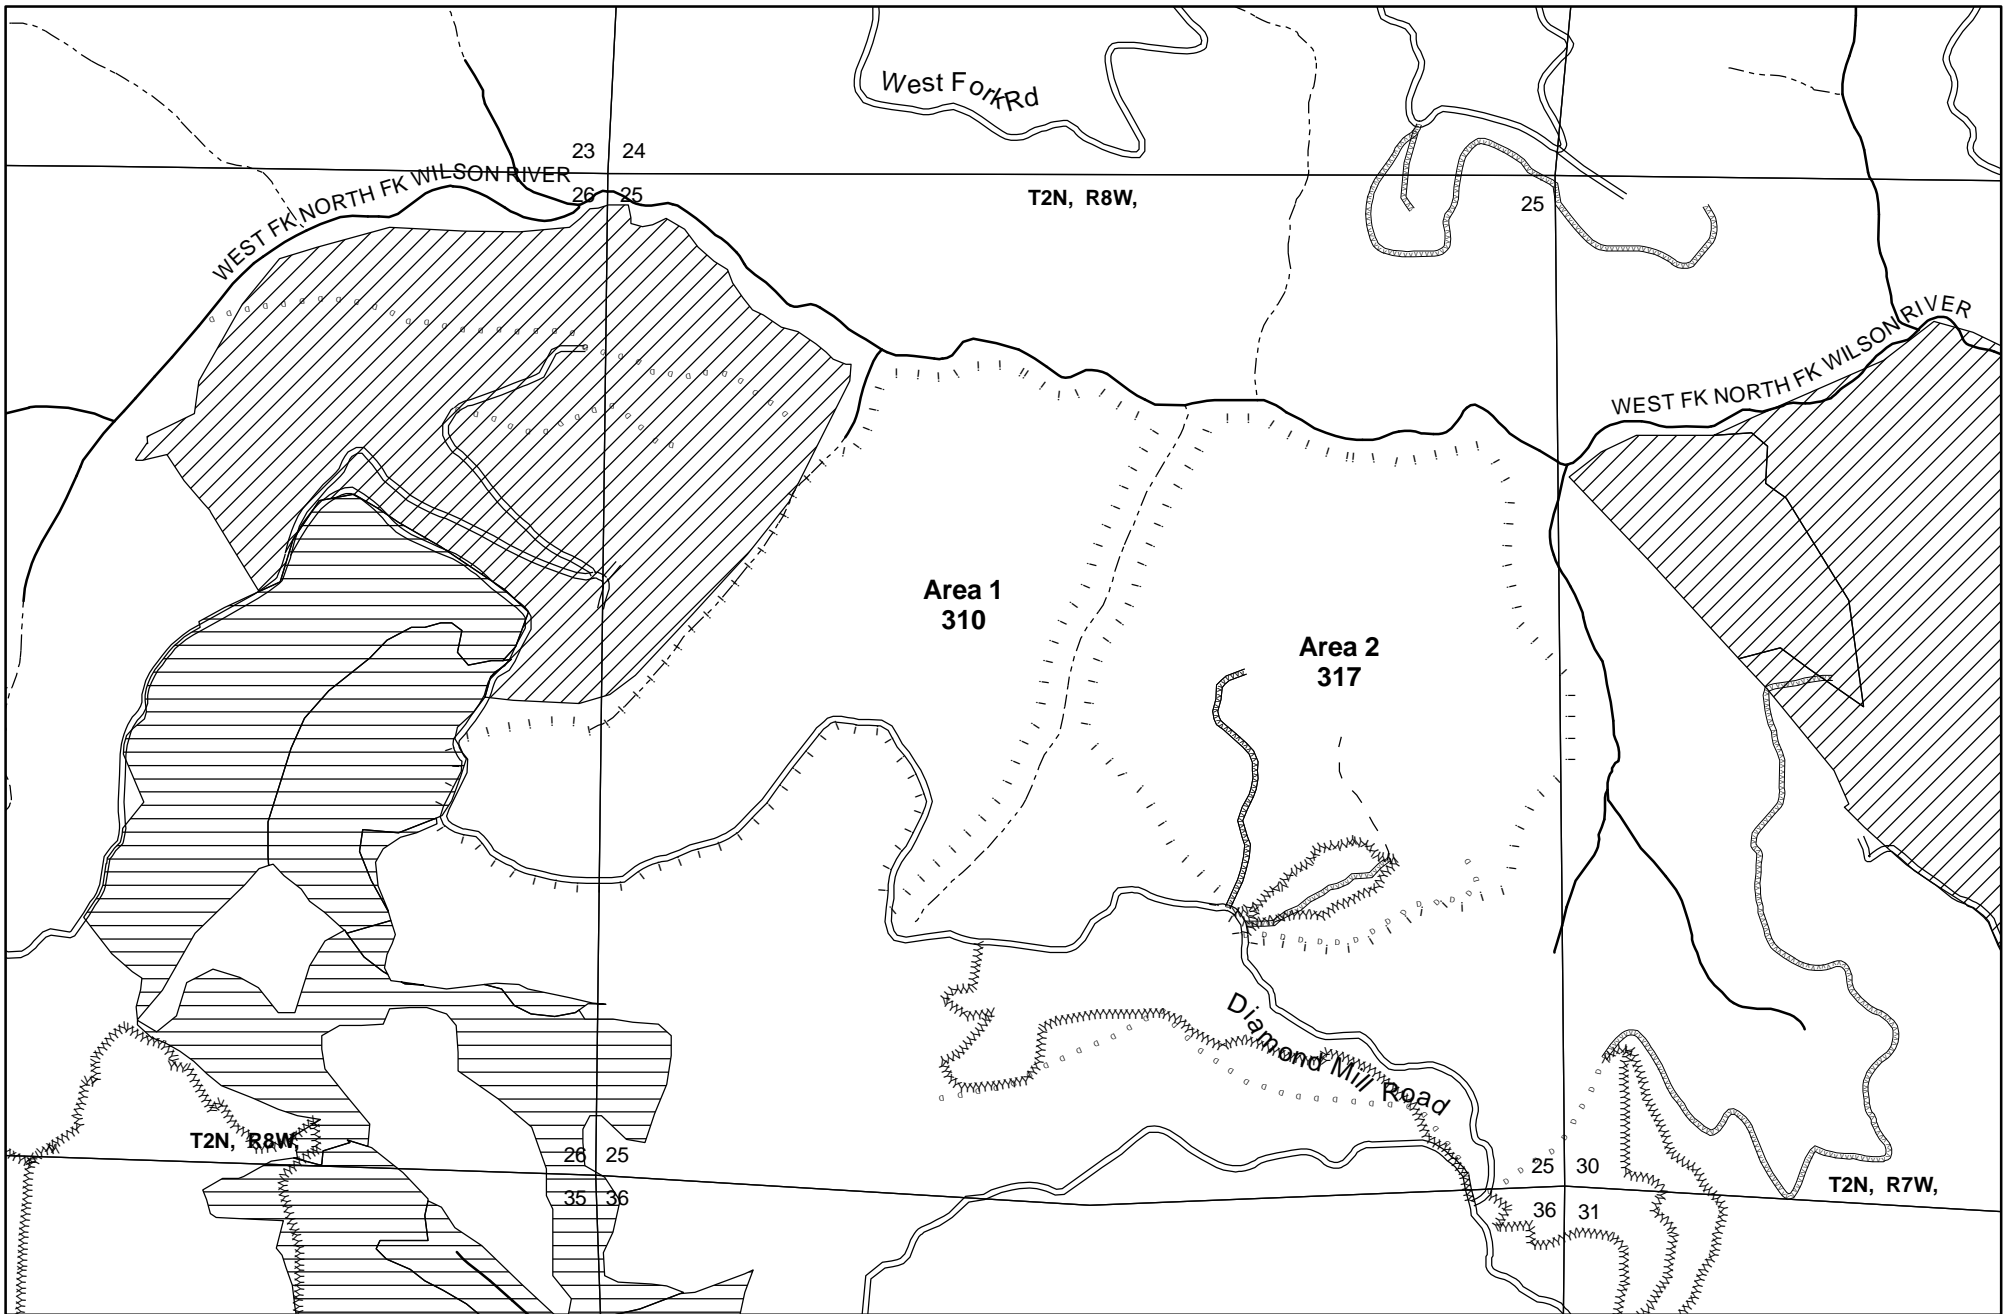 West Fork Rd
23 24
WEST FK NORTH FK WILSON RIVER
26 25
T2N, R8W,
25
WEST FK NORTH FK WILSON RIVER
Area 1
310
Area 2
317
Diamond Mill Road
T2N, R8W,
26 25
35 36
25 30
36 31
T2N, R7W,